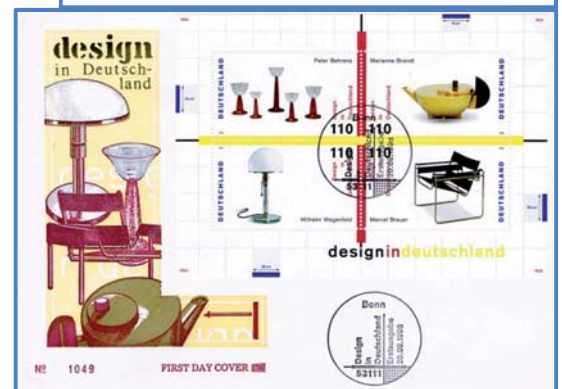 design
in Deutsch-
land
Peter Behrens
Marianne Brandt
DEUTSCHLAND
DEUTSCHLAND
Bonn
110 110
110 110
53111
DEUTSCHLAND
DEUTSCHLAND
Wilhelm Wagenfeld
Marcel Breuer
designindeutschland
Bonn
Design
in
Deutschland
Erstausgabe
53111
Nº 1049
FIRST DAY COVER